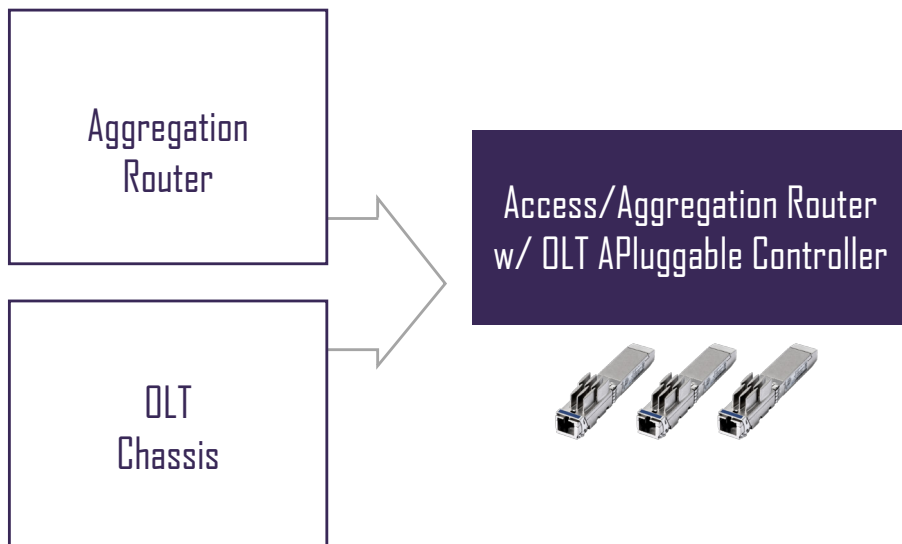 Aggregation
Router
Access/Aggregation Router
w/ OLT APluggable Controller
OLT
Chassis